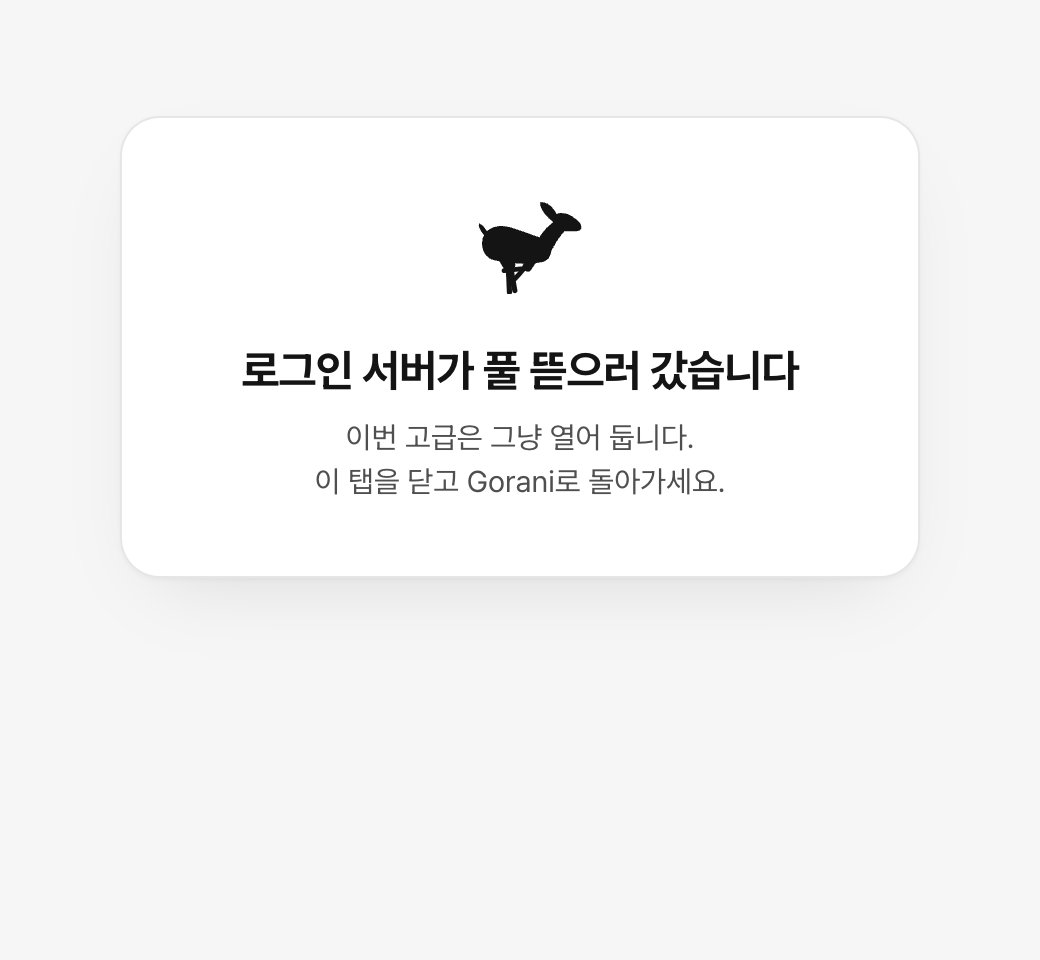 로그인 서버가 풀 뜯으러 갔습니다
이번 고급은 그냥 열어 둡니다.
이 탭을 닫고 Gorani로 돌아가세요.